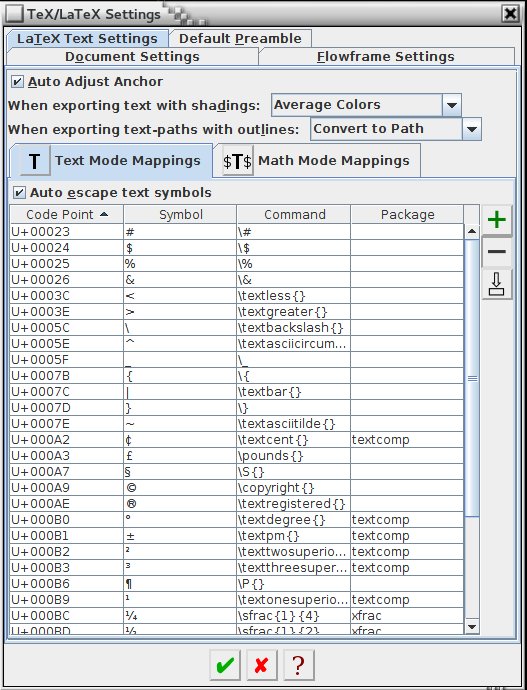 TeX/LaTeX Settings
LaTeX Text Settings Default Preamble
Document Settings Flowframe Settings
Auto Adjust Anchor
When exporting text with shadings: Average Colors
When exporting text-paths with outlines: Convert to Path
T Text Mode Mappings $T$ Math Mode Mappings
Auto escape text symbols
Code Point Symbol Command Package
U+00023 # \#
U+00024 $ \$
U+00025 % \%
U+00026 & \&
U+0003C < \textless{}
U+0003E > \textgreater{}
U+0005C \ \textbackslash{}
U+0005E ^ \textasciicircum...
U+0005F _ \_
U+0007B { \{
U+0007C | \textbar{}
U+0007D } \}
U+0007E ~ \textasciitilde{}
U+000A2 ¢ \textcent{} textcomp
U+000A3 £ \pounds{}
U+000A7 § \S{}
U+000A9 © \copyright{}
U+000AE ® \textregistered{}
U+000B0 ° \textdegree{} textcomp
U+000B1 ± \textpm{} textcomp
U+000B2 ² \texttwosuperio... textcomp
U+000B3 ³ \textthreesuper... textcomp
U+000B6 ¶ \P{}
U+000B9 ¹ \textonesuperio... textcomp
U+000BC ¼ \sfrac{1}{4} xfrac
U+000BD ½ \sfrac{1}{2} xfrac
?